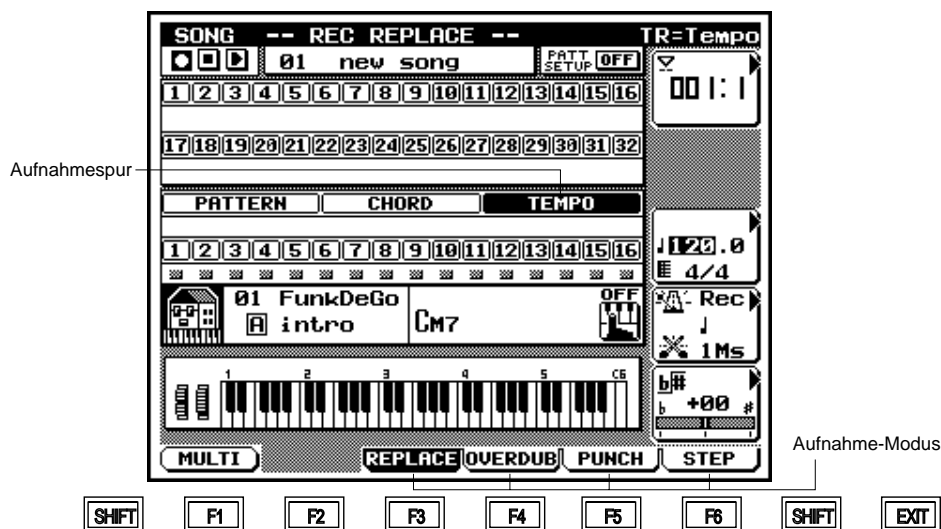 SONG -- REC REPLACE -- TR=Tempo
01 new song PATT SETUP OFF
001:1
1 2 3 4 5 6 7 8 9 10 11 12 13 14 15 16
17 18 19 20 21 22 23 24 25 26 27 28 29 30 31 32
Aufnahmespur
PATTERN CHORD TEMPO
♩120.0
4/4
1 2 3 4 5 6 7 8 9 10 11 12 13 14 15 16
01 FunkDeGo
A intro
CM7
OFF
Rec
♩
1Ms
1 2 3 4 5 C6
b#
+00
b #
Aufnahme-Modus
MULTI REPLACE OVERDUB PUNCH STEP
SHIFT F1 F2 F3 F4 F5 F6 SHIFT EXIT